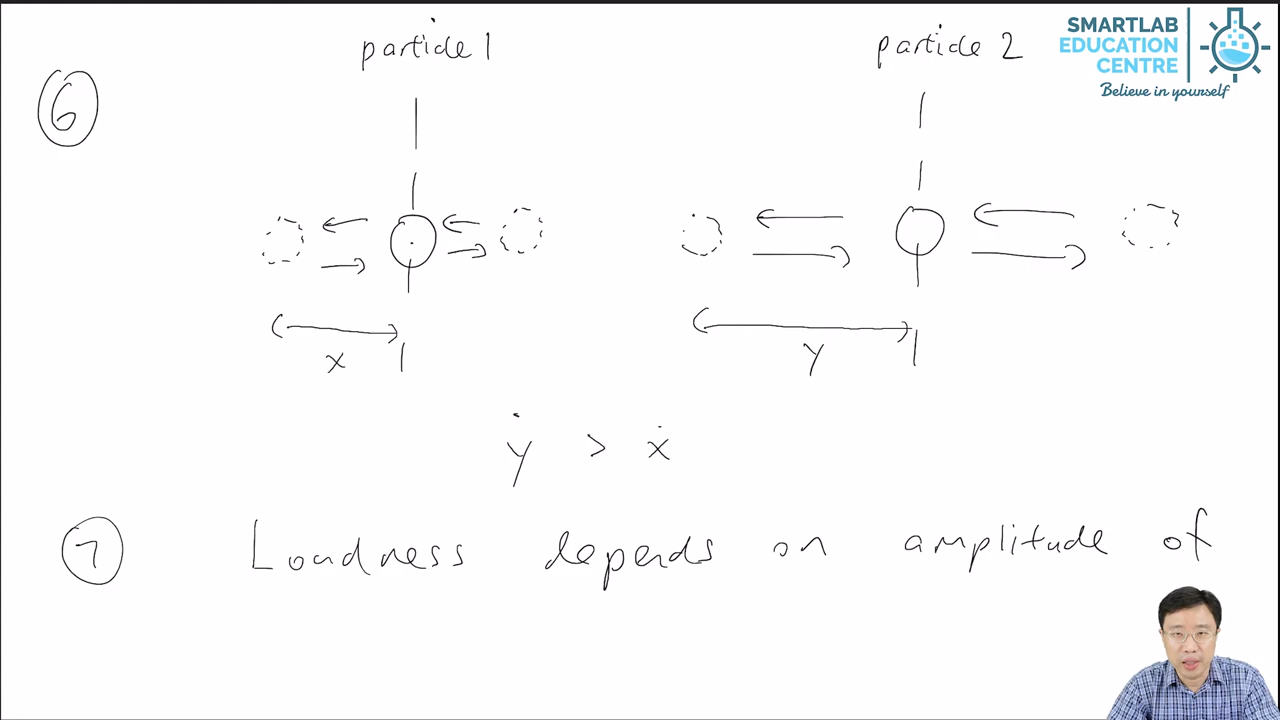 particle 1
particle 2
SMARTLAB
EDUCATION
CENTRE
Believe in yourself
6
x
y
y > x
7 Loudness depends on amplitude of